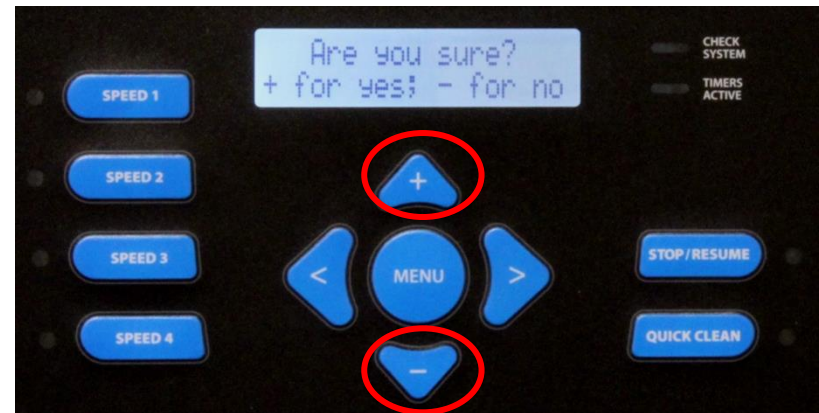 Are you sure?
+ for yes; - for no
CHECK
SYSTEM
TIMERS
ACTIVE
SPEED 1
SPEED 2
SPEED 3
SPEED 4
+
<
MENU
>
-
STOP/RESUME
QUICK CLEAN